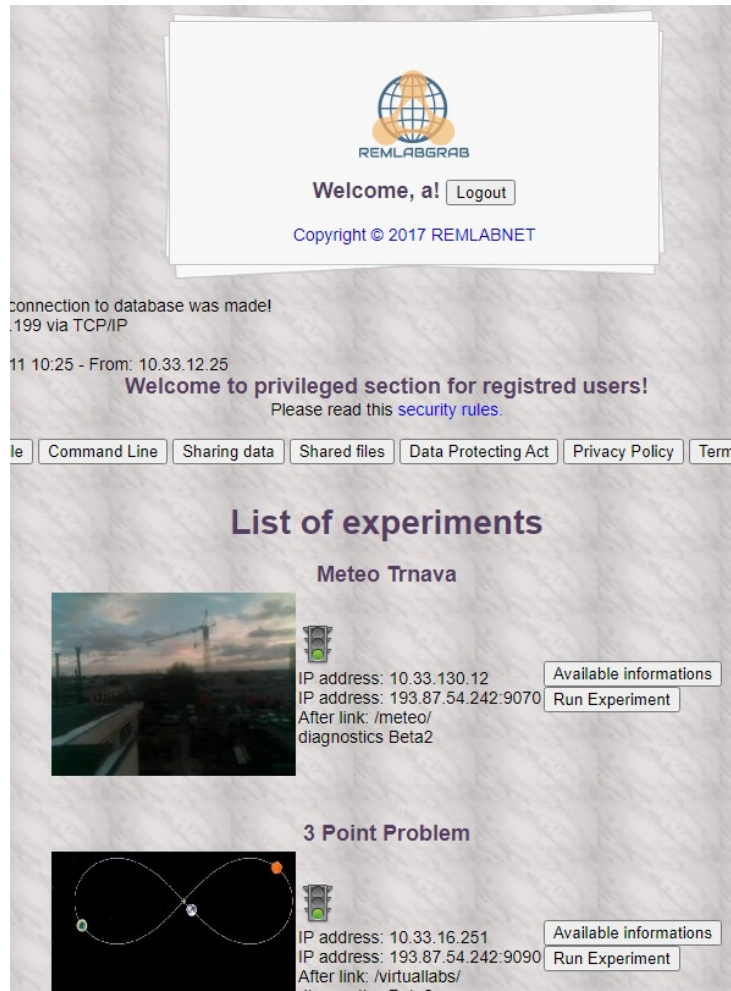 REMLABGRAB
Welcome, a! Logout
Copyright © 2017 REMLABNET
connection to database was made!
.199 via TCP/IP
11 10:25 - From: 10.33.12.25
Welcome to privileged section for registred users!
Please read this security rules.
le Command Line Sharing data Shared files Data Protecting Act Privacy Policy Term
List of experiments
Meteo Trnava
IP address: 10.33.130.12
IP address: 193.87.54.242:9070
After link: /meteo/
diagnostics Beta2
Available informations
Run Experiment
3 Point Problem
IP address: 10.33.16.251
IP address: 193.87.54.242:9090
After link: /virtuallabs/
Available informations
Run Experiment